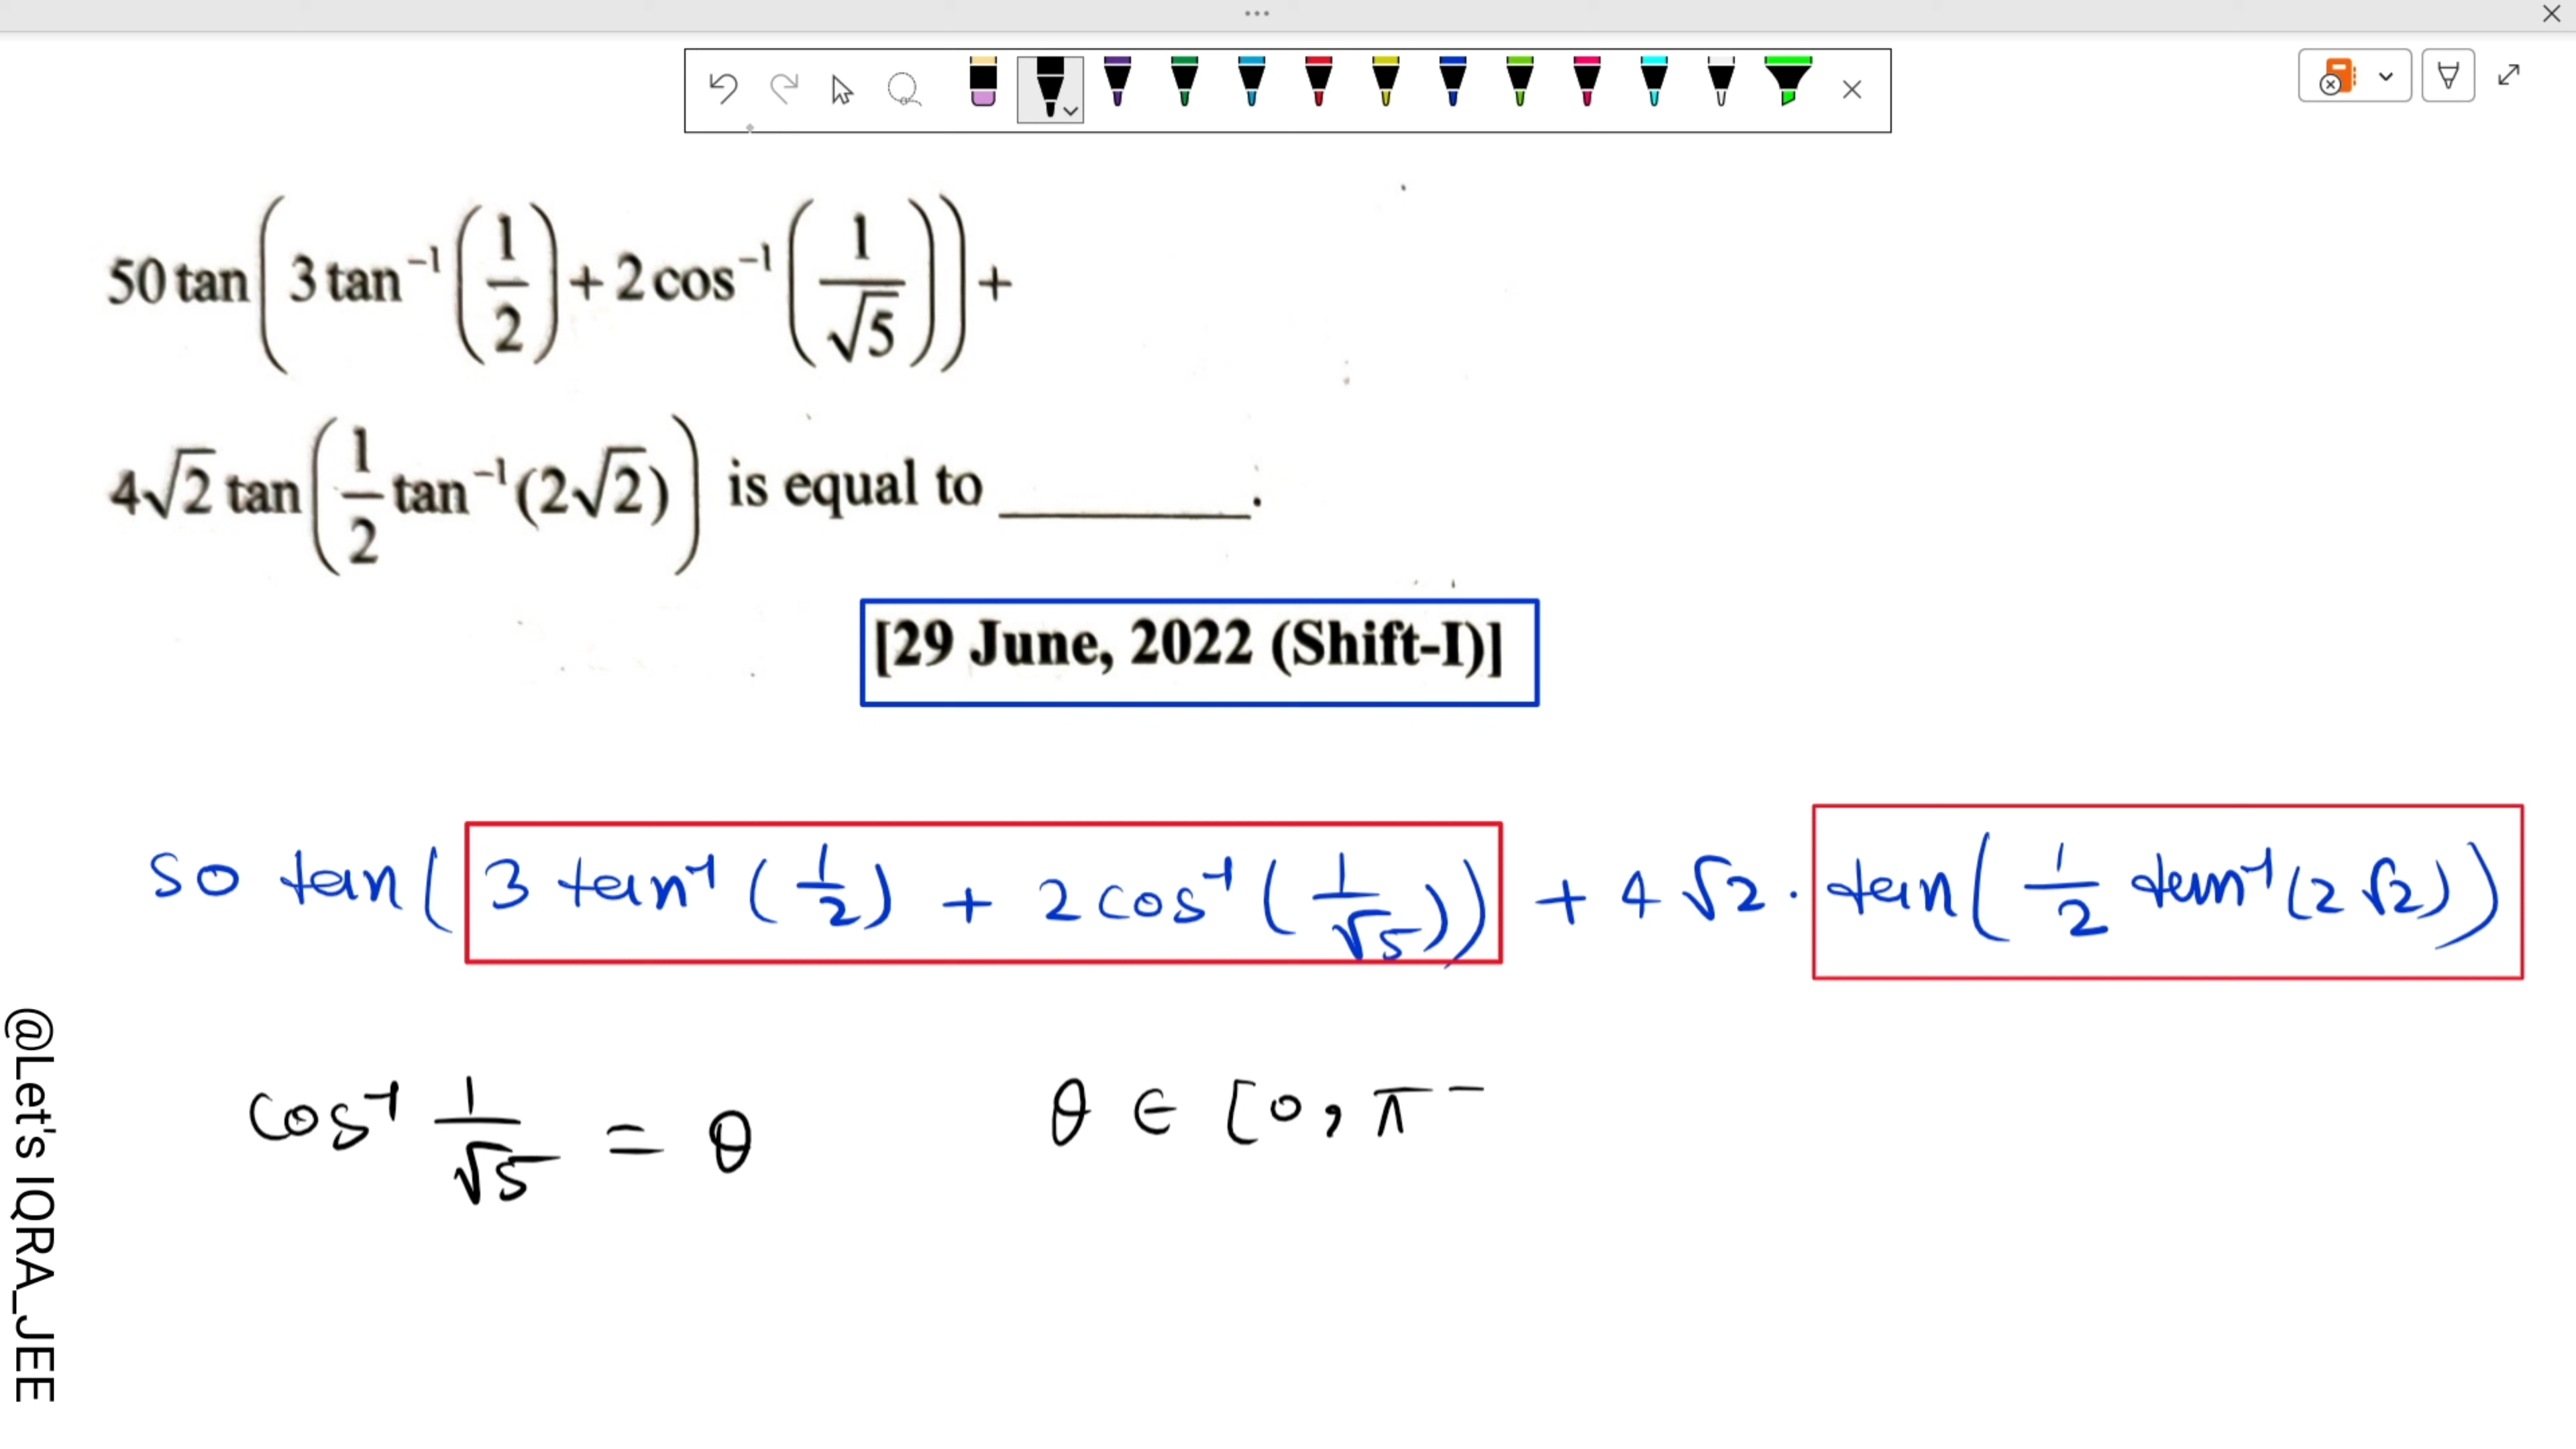 50 tan(3 tan⁻¹(1/2) + 2 cos⁻¹(1/√5)) +
4√2 tan(1/2 tan⁻¹(2√2)) is equal to ________.
[29 June, 2022 (Shift-I)]
50 tan(3 tan⁻¹(1/2) + 2 cos⁻¹(1/√5)) + 4√2 · tan(1/2 tan⁻¹(2√2))
cos⁻¹ 1/√5 = θ θ ∈ [0, π
@Let's IQRA_JEE